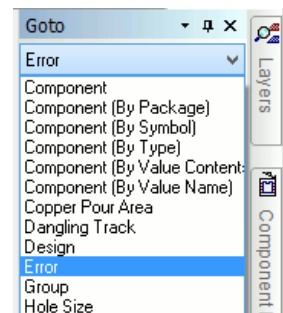 Goto
Error
Component
Component (By Package)
Component (By Symbol)
Component (By Type)
Component (By Value Content
Component (By Value Name)
Copper Pour Area
Dangling Track
Design
Error
Group
Hole Size
Layers
Component